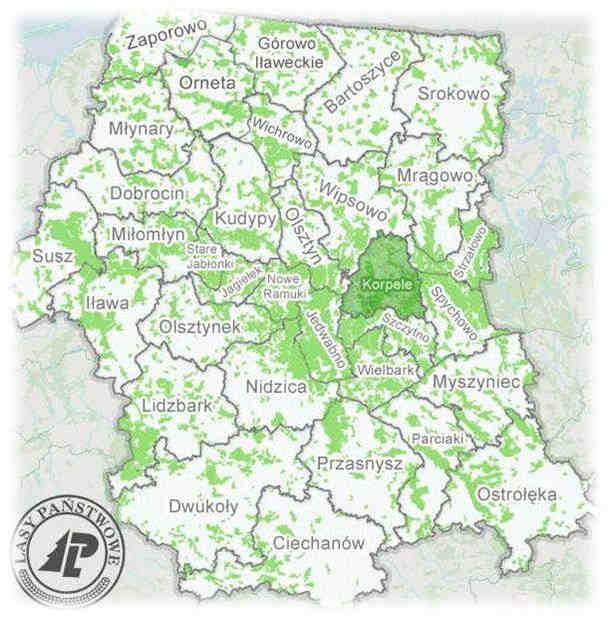 Zaporowo
Górowo
Iławeckie
Bartoszyce
Orneta
Srokowo
Młynary
Wichrowo
Mrągowo
Dobrocin
Wipsowo
Kudypy
Olsztyn
Miłomłyn
Strzałowo
Susz
Stare
Jabłonki
Jagiełek
Nowe
Ramuki
Korpele
Iława
Spychowo
Olsztynek
Jedwabno
Szczytno
Wielbark
Nidzica
Myszyniec
Lidzbark
Parciaki
Przasnysz
Ostrołęka
Dwukoły
Ciechanów
LASY PAŃSTWOWE